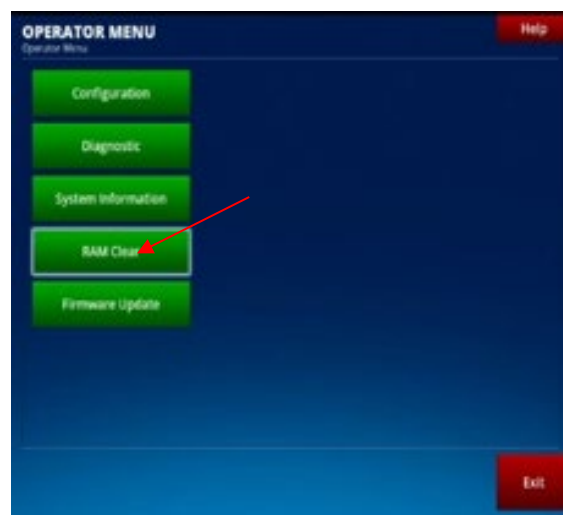 OPERATOR MENU
Help
Operator Menu
Configuration
Diagnostic
System Information
RAM Clear
Firmware Update
Exit